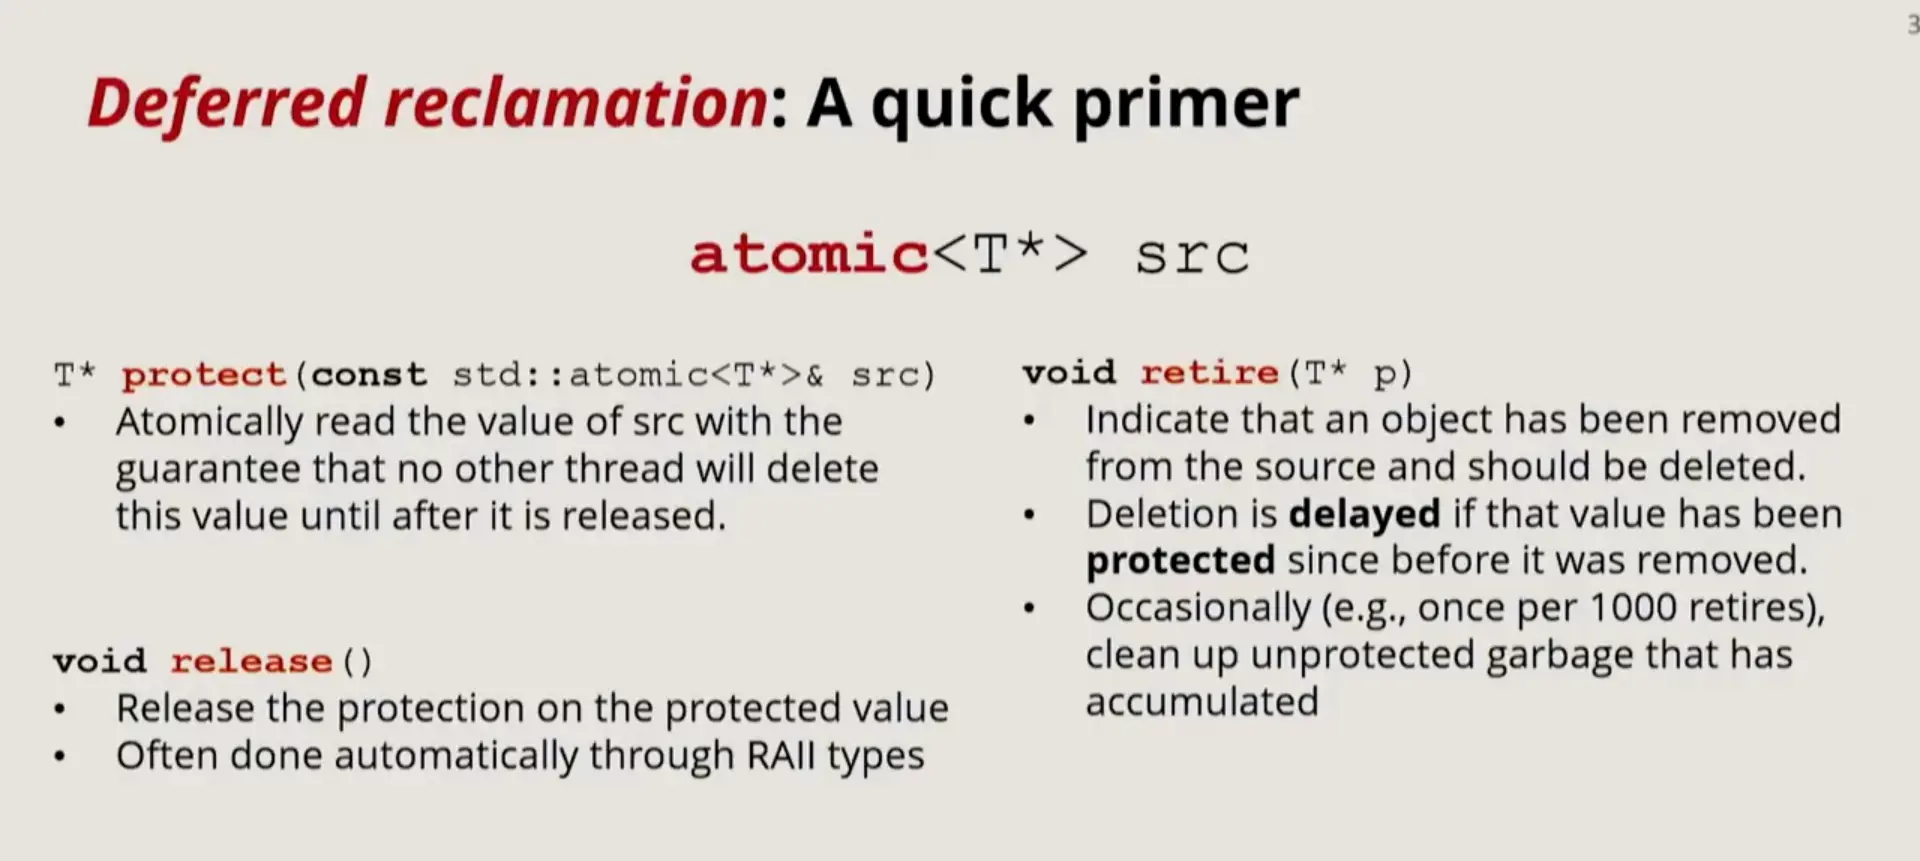 3
Deferred reclamation: A quick primer
atomic<T*> src
T* protect(const std::atomic<T*>& src)
• Atomically read the value of src with the
guarantee that no other thread will delete
this value until after it is released.
void release()
• Release the protection on the protected value
• Often done automatically through RAII types
void retire(T* p)
• Indicate that an object has been removed
from the source and should be deleted.
• Deletion is delayed if that value has been
protected since before it was removed.
• Occasionally (e.g., once per 1000 retires),
clean up unprotected garbage that has
accumulated